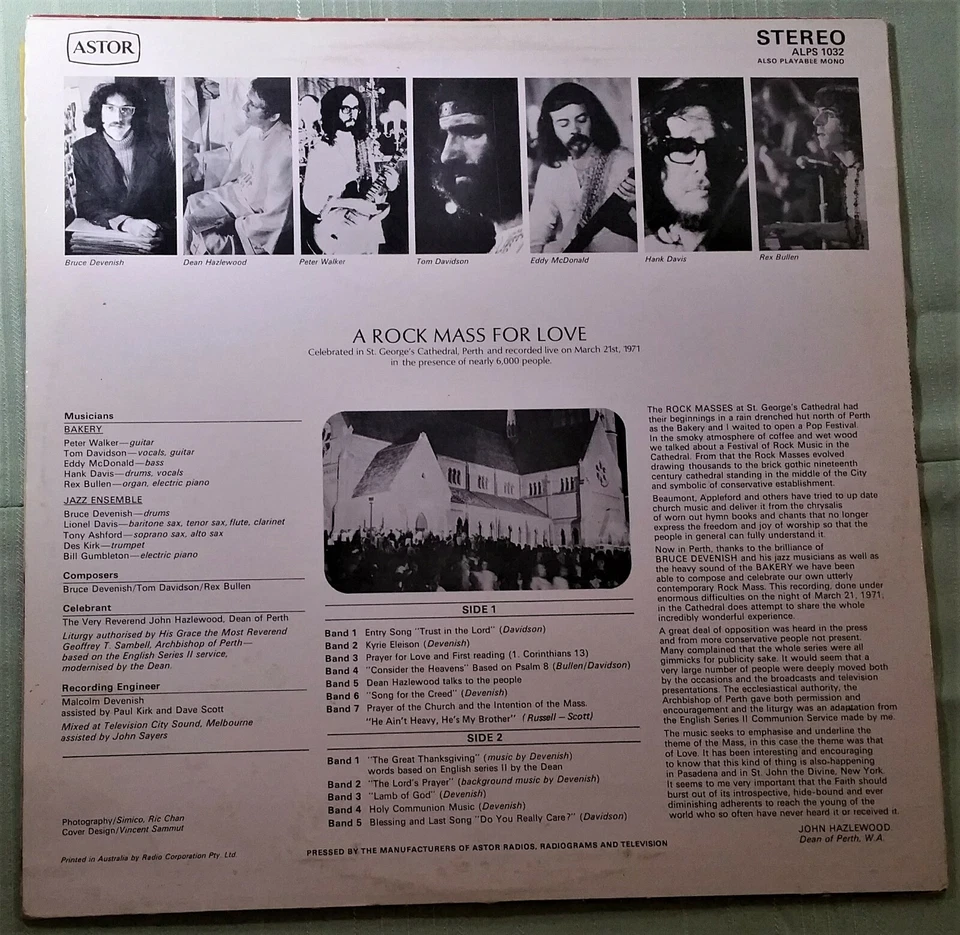 ASTOR
STEREO
ALPS 1032
ALSO PLAYABLE MONO
Bruce Devenish
Dean Hazlewood
Peter Walker
Tom Davidson
Eddy McDonald
Hank Davis
Rex Bullen
A ROCK MASS FOR LOVE
Celebrated in St. George's Cathedral, Perth and recorded live on March 21st, 1971
in the presence of nearly 6,000 people.
Musicians
BAKERY
Peter Walker—guitar
Tom Davidson—vocals, guitar
Eddy McDonald—bass
Hank Davis—drums, vocals
Rex Bullen—organ, electric piano
JAZZ ENSEMBLE
Bruce Devenish—drums
Lionel Davis—baritone sax, tenor sax, flute, clarinet
Tony Ashford—soprano sax, alto sax
Des Kirk—trumpet
Bill Gumbleton—electric piano
Composers
Bruce Devenish/Tom Davidson/Rex Bullen
Celebrant
The Very Reverend John Hazlewood, Dean of Perth
Liturgy authorised by His Grace the Most Reverend
Geoffrey T. Sambell, Archbishop of Perth—
based on the English Series II service,
modernised by the Dean.
Recording Engineer
Malcolm Devenish
assisted by Paul Kirk and Dave Scott
Mixed at Television City Sound, Melbourne
assisted by John Sayers
Photography/Simico, Ric Chan
Cover Design/Vincent Sammut
Printed in Australia by Radio Corporation Pty. Ltd.
SIDE 1
Band 1 Entry Song "Trust in the Lord" (Davidson)
Band 2 Kyrie Eleison (Devenish)
Band 3 Prayer for Love and First reading (1. Corinthians 13)
Band 4 "Consider the Heavens" Based on Psalm 8 (Bullen/Davidson)
Band 5 Dean Hazlewood talks to the people
Band 6 "Song for the Creed" (Devenish)
Band 7 Prayer of the Church and the Intention of the Mass.
"He Ain't Heavy, He's My Brother" (Russell – Scott)
SIDE 2
Band 1 "The Great Thanksgiving" (music by Devenish)
words based on English series II by the Dean
Band 2 "The Lord's Prayer" (background music by Devenish)
Band 3 "Lamb of God" (Devenish)
Band 4 Holy Communion Music (Devenish)
Band 5 Blessing and Last Song "Do You Really Care?" (Davidson)
PRESSED BY THE MANUFACTURERS OF ASTOR RADIOS, RADIOGRAMS AND TELEVISION
The ROCK MASSES at St. George's Cathedral had
their beginnings in a rain drenched hut north of Perth
as the Bakery and I waited to open a Pop Festival.
In the smoky atmosphere of coffee and wet wood
we talked about a Festival of Rock Music in the
Cathedral. From that the Rock Masses evolved
drawing thousands to the brick gothic nineteenth
century cathedral standing in the middle of the City
and symbolic of conservative establishment.
Beaumont, Appleford and others have tried to up date
church music and deliver it from the chrysalis
of worn out hymn books and chants that no longer
express the freedom and joy of worship so that the
people in general can fully understand it.
Now in Perth, thanks to the brilliance of
BRUCE DEVENISH and his jazz musicians as well as
the heavy sound of the BAKERY we have been
able to compose and celebrate our own utterly
contemporary Rock Mass. This recording, done under
enormous difficulties on the night of March 21, 1971;
in the Cathedral does attempt to share the whole
incredibly wonderful experience.
A great deal of opposition was heard in the press
and from more conservative people not present.
Many complained that the whole series were all
gimmicks for publicity sake. It would seem that a
very large number of people were deeply moved both
by the occasions and the broadcasts and television
presentations. The ecclesiastical authority, the
Archbishop of Perth gave both permission and
encouragement and the liturgy was an adaptation from
the English Series II Communion Service made by me.
The music seeks to emphasise and underline the
theme of the Mass, in this case the theme was that
of Love. It has been interesting and encouraging
to know that this kind of thing is also happening
in Pasadena and in St. John the Divine, New York.
It seems to me very important that the Faith should
burst out of its introspective, hide-bound and ever
diminishing adherents to reach the young of the
world who so often have never heard it or received it.
JOHN HAZLEWOOD
Dean of Perth, W.A.